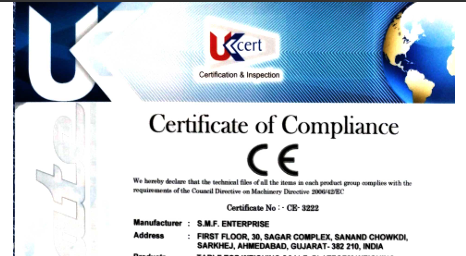 UKcert
Certification & Inspection
Certificate of Compliance
CE
We hereby declare that the technical files of all the items in each product group complies with the
requirements of the Council Directive on Machinery Directive 2006/42/EC
Certificate No :- CE- 3222
Manufacturer : S.M.F. ENTERPRISE
Address : FIRST FLOOR, 30, SAGAR COMPLEX, SANAND CHOWKDI,
SARKHEJ, AHMEDABAD, GUJARAT- 382 210, INDIA